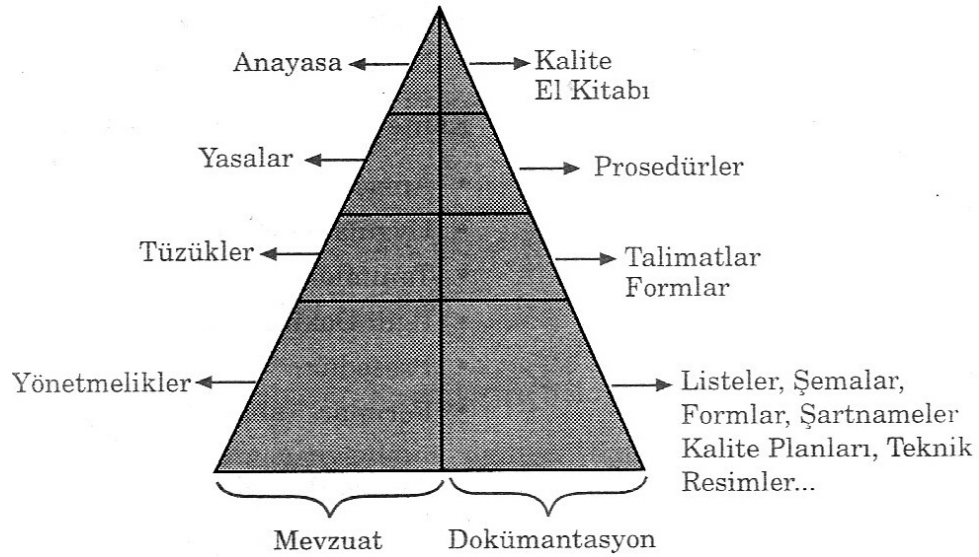 Anayasa
Kalite
El Kitabı
Yasalar
Prosedürler
Tüzükler
Talimatlar
Formlar
Yönetmelikler
Listeler, Şemalar,
Formlar, Şartnameler
Kalite Planları, Teknik
Resimler...
Mevzuat
Dokümantasyon